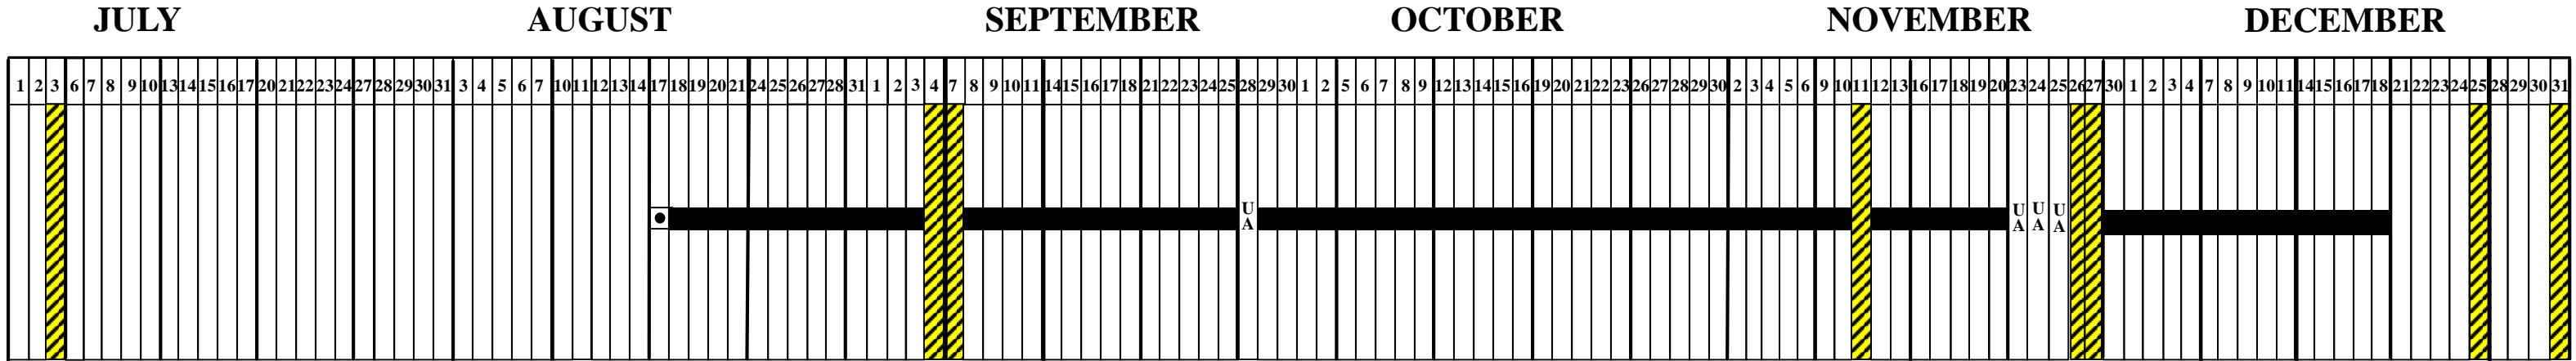 JULY AUGUST SEPTEMBER OCTOBER NOVEMBER DECEMBER
1 2 3 6 7 8 9 10 13 14 15 16 17 20 21 22 23 24 27 28 29 30 31 3 4 5 6 7 10 11 12 13 14 17 18 19 20 21 24 25 26 27 28 31 1 2 3 4 7 8 9 10 11 14 15 16 17 18 21 22 23 24 25 28 29 30 1 2 5 6 7 8 9 12 13 14 15 16 19 20 21 22 23 26 27 28 29 30 2 3 4 5 6 9 10 11 12 13 16 17 18 19 20 23 24 25 26 27 30 1 2 3 4 7 8 9 10 11 14 15 16 17 18 21 22 23 24 25 28 29 30 31
UA UA UA UA